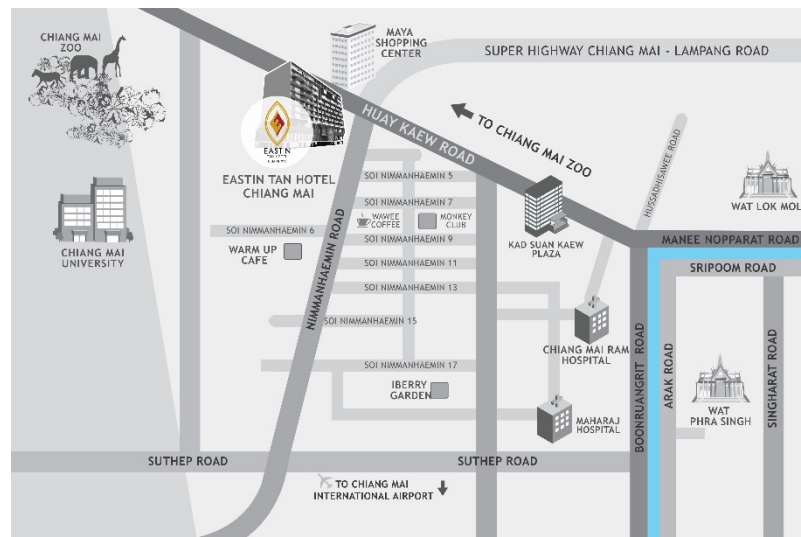 CHIANG MAI
ZOO
MAYA
SHOPPING
CENTER
SUPER HIGHWAY CHIANG MAI - LAMPANG ROAD
HUAY KAEW ROAD
TO CHIANG MAI ZOO
HUSSADHISAWEE ROAD
EASTIN
EASTIN TAN HOTEL
CHIANG MAI
SOI NIMMANHAEMIN 5
SOI NIMMANHAEMIN 7
WAWEE
COFFEE
MONKEY
CLUB
SOI NIMMANHAEMIN 6
SOI NIMMANHAEMIN 9
WARM UP
CAFE
SOI NIMMANHAEMIN 11
SOI NIMMANHAEMIN 13
SOI NIMMANHAEMIN 15
SOI NIMMANHAEMIN 17
NIMMANHAEMIN ROAD
CHIANG MAI
UNIVERSITY
KAD SUAN KAEW
PLAZA
WAT LOK MOL
MANEE NOPPARAT ROAD
SRIPOOM ROAD
CHIANG MAI RAM
HOSPITAL
IBERRY
GARDEN
MAHARAJ
HOSPITAL
BOONRUANGRIT ROAD
ARAK ROAD
WAT
PHRA SINGH
SINGHARAT ROAD
SUTHEP ROAD
SUTHEP ROAD
TO CHIANG MAI
INTERNATIONAL AIRPORT